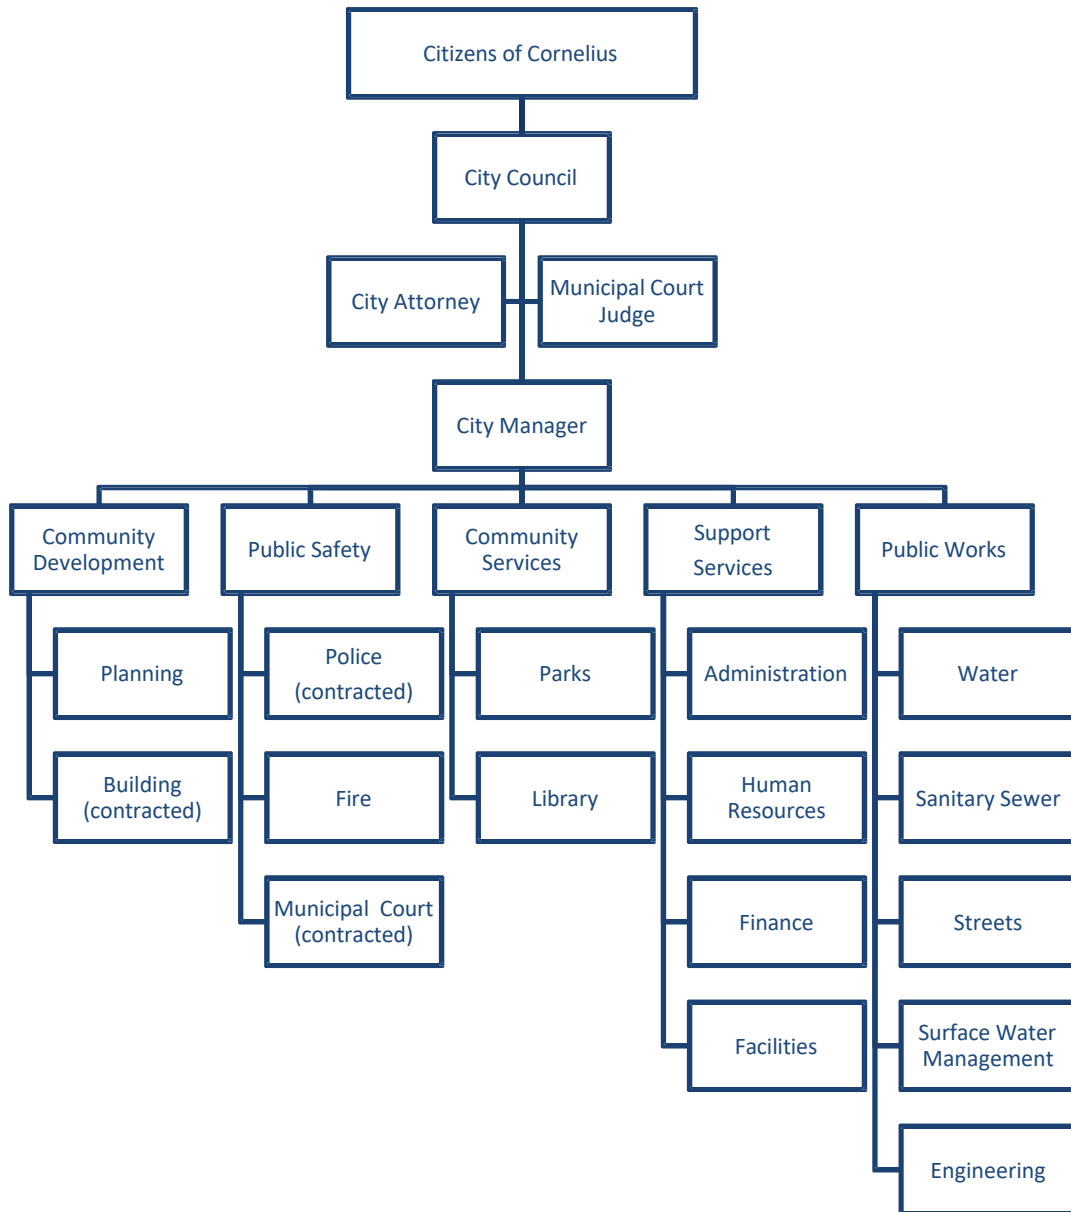 Citizens of Cornelius
City Council
City Attorney
Municipal Court
Judge
City Manager
Community
Development
Public Safety
Community
Services
Support
Services
Public Works
Planning
Police
(contracted)
Parks
Administration
Water
Building
(contracted)
Fire
Library
Human
Resources
Sanitary Sewer
Municipal Court
(contracted)
Finance
Streets
Facilities
Surface Water
Management
Engineering